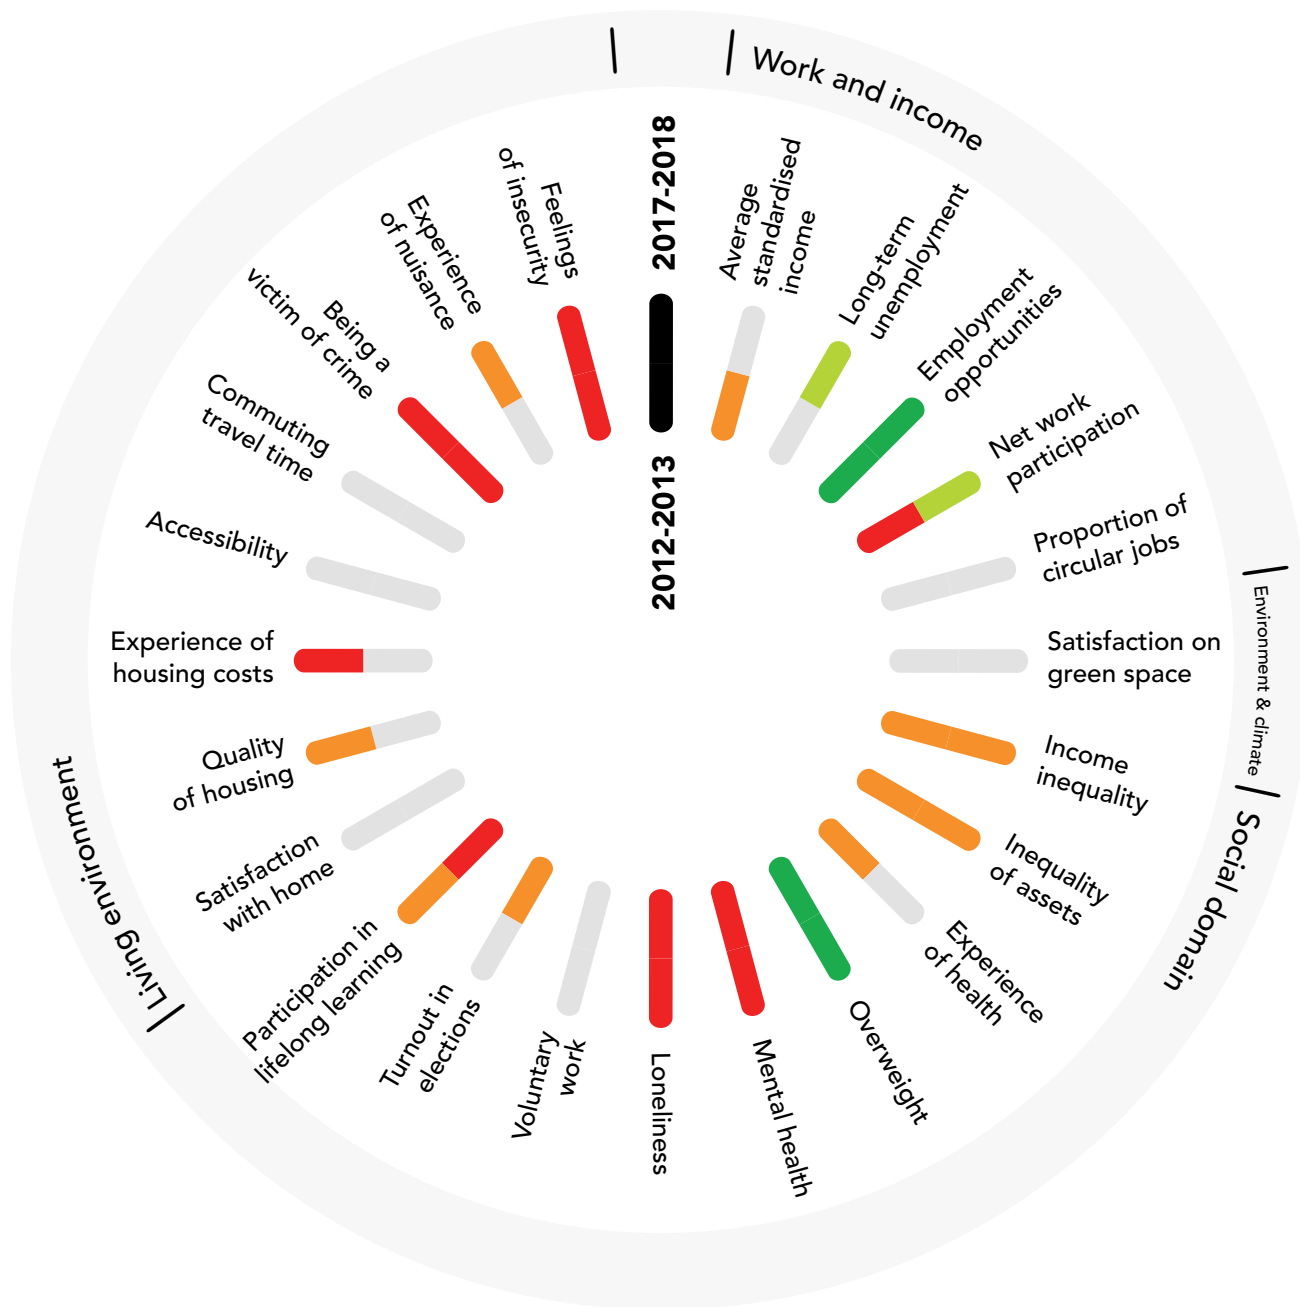 Work and income
2017-2018
2012-2013
Average
standardised
income
Long-term
unemployment
Employment
opportunities
Net work
participation
Proportion of
circular jobs
Environment & climate
Satisfaction on
green space
Social domain
Income
inequality
Inequality
of assets
Experience
of health
Overweight
Mental health
Loneliness
Voluntary
work
Turnout in
elections
Participation in
lifelong learning
Living environment
Satisfaction
with home
Quality
of housing
Experience of
housing costs
Accessibility
Commuting
travel time
Being a
victim of crime
Experience
of nuisance
Feelings
of insecurity